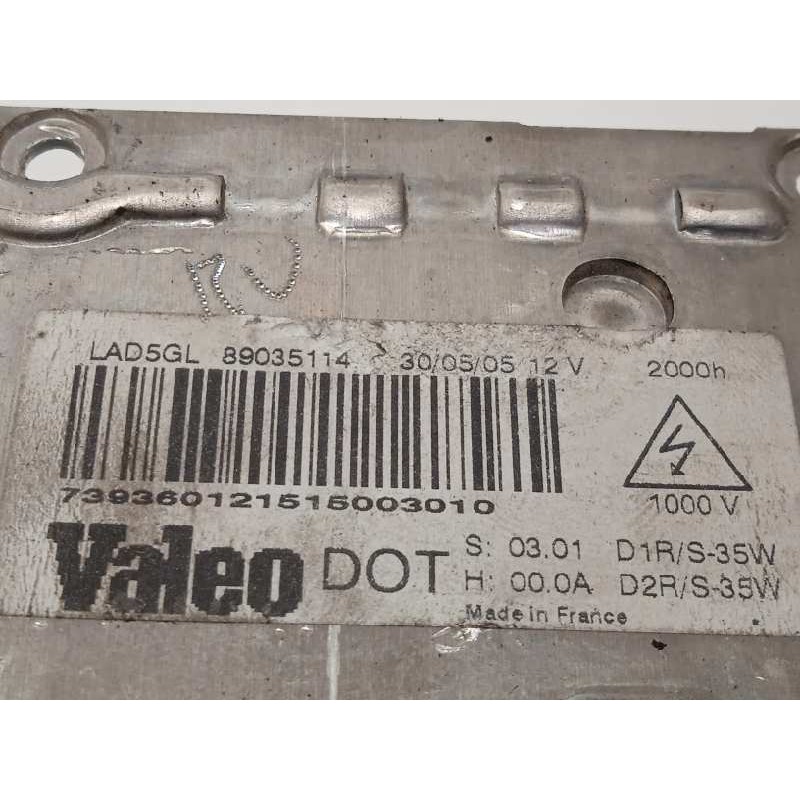 LAD5GL 89035114 30/05/05 12 V 2000h
739360121515003010
1000 V
Valeo DOT
S: 03.01 D1R/S-35W
H: 00.0A D2R/S-35W
Made in France